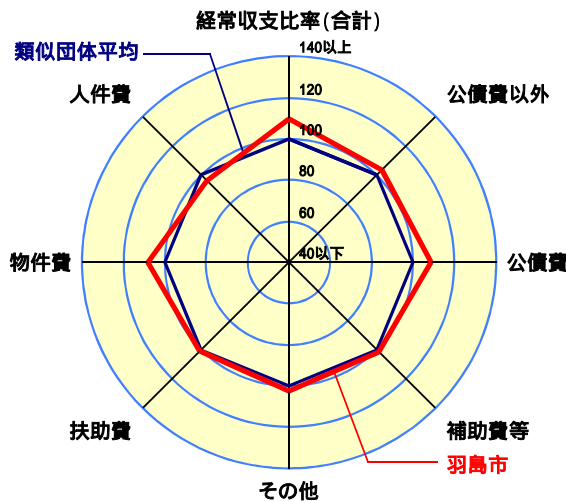 経常収支比率(合計)
類似団体平均
140以上
人件費
120
公債費以外
100
80
60
物件費
40以下
公債費
扶助費
補助費等
羽島市
その他